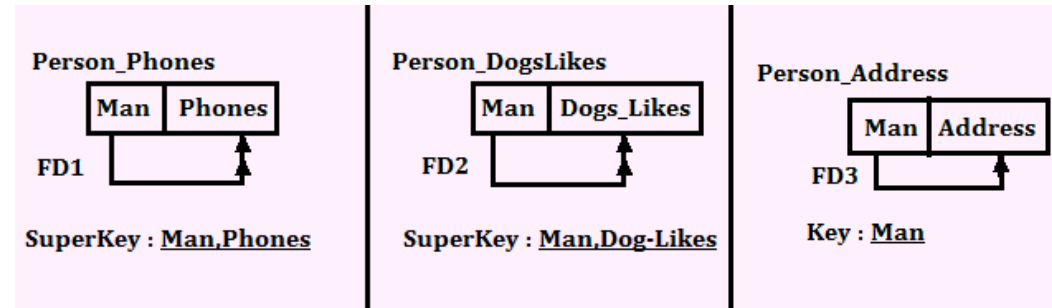 Person_Phones
Man Phones
FD1
SuperKey : Man,Phones
Person_DogsLikes
Man Dogs_Likes
FD2
SuperKey : Man,Dog-Likes
Person_Address
Man Address
FD3
Key : Man